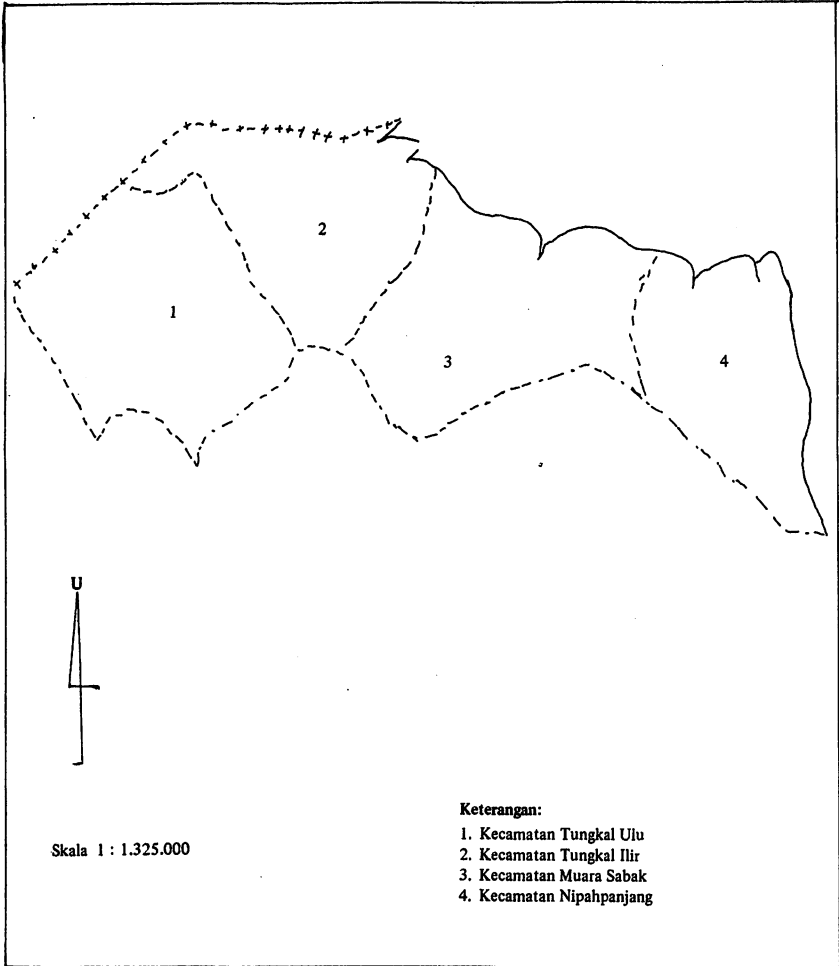 2
1
3
4
U
Skala 1 : 1.325.000
Keterangan:
1. Kecamatan Tungkal Ulu
2. Kecamatan Tungkal Ilir
3. Kecamatan Muara Sabak
4. Kecamatan Nipahpanjang